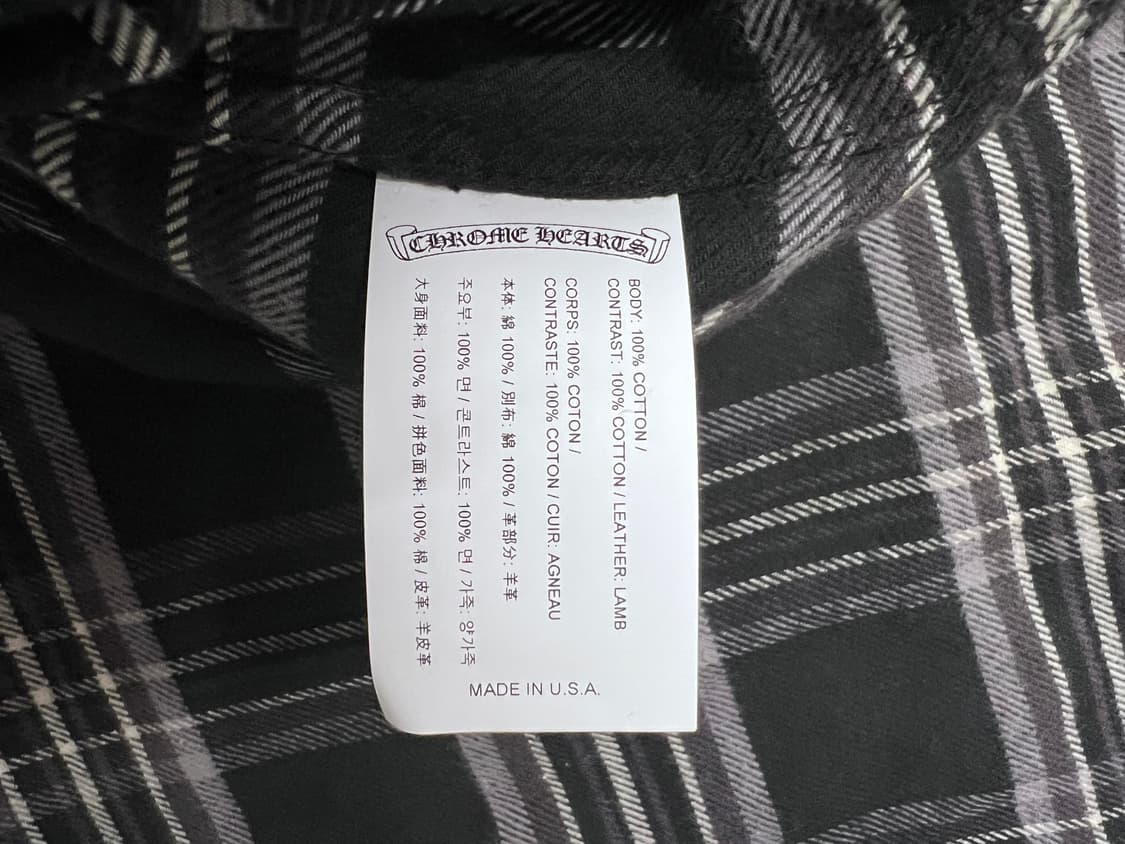 CHROME HEARTS
BODY: 100% COTTON /
CONTRAST: 100% COTTON / LEATHER: LAMB
CORPS: 100% COTON /
CONTRASTE: 100% COTON / CUIR: AGNEAU
本体: 綿 100% / 別布: 綿 100% / 革部分: 羊革
주요부: 100% 면 / 콘트라스트: 100% 면 / 가죽: 양가죽
大身面料: 100% 棉 / 拼色面料: 100% 棉 / 皮革: 羊皮革
MADE IN U.S.A.